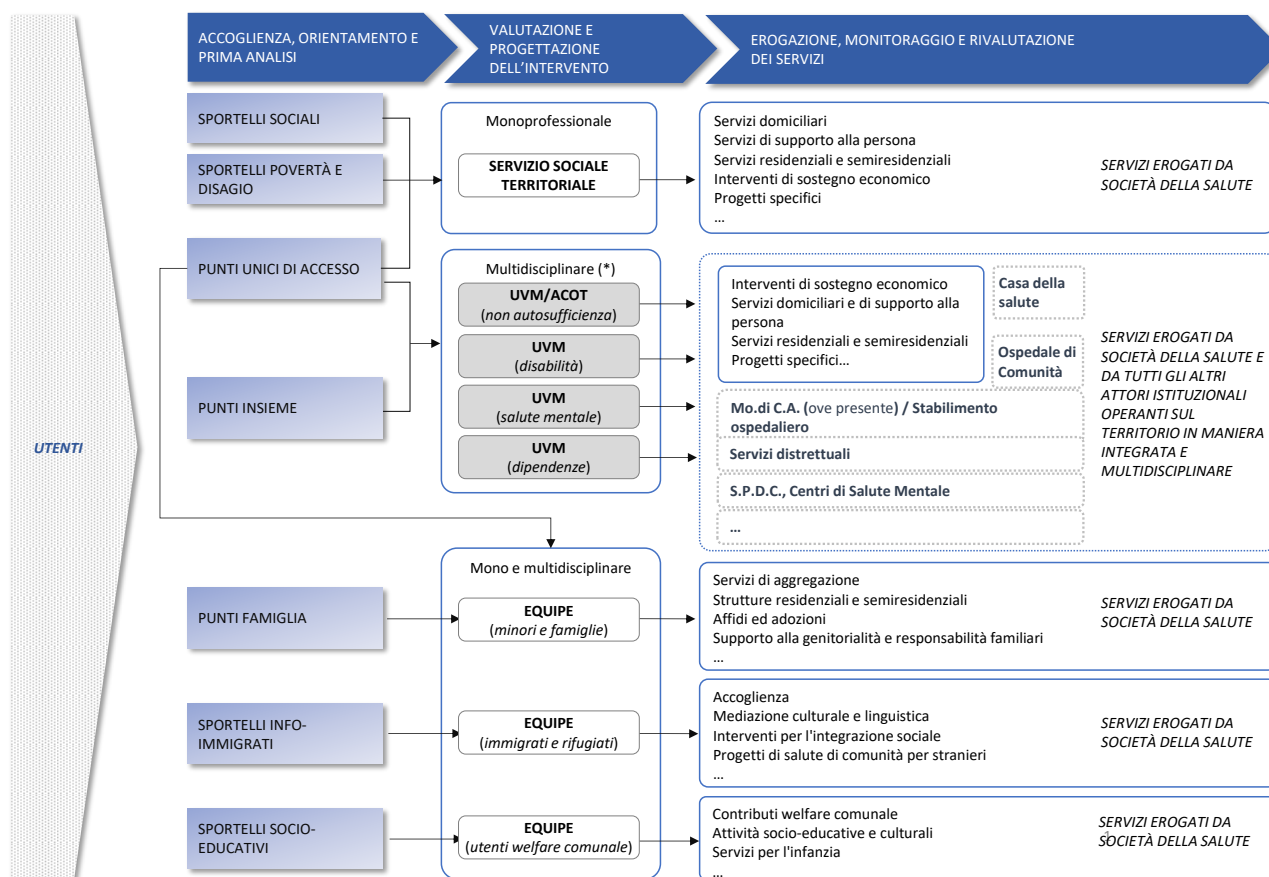 ACCOGLIENZA, ORIENTAMENTO E
PRIMA ANALISI
VALUTAZIONE E
PROGETTAZIONE
DELL'INTERVENTO
EROGAZIONE, MONITORAGGIO E RIVALUTAZIONE
DEI SERVIZI
UTENTI
SPORTELLI SOCIALI
SPORTELLI POVERTÀ E
DISAGIO
PUNTI UNICI DI ACCESSO
PUNTI INSIEME
PUNTI FAMIGLIA
SPORTELLI INFO-
IMMIGRATI
SPORTELLI SOCIO-
EDUCATIVI
Monoprofessionale
SERVIZIO SOCIALE
TERRITORIALE
Multidisciplinare (*)
UVM/ACOT
(non autosufficienza)
UVM
(disabilità)
UVM
(salute mentale)
UVM
(dipendenze)
Mono e multidisciplinare
EQUIPE
(minori e famiglie)
EQUIPE
(immigrati e rifugiati)
EQUIPE
(utenti welfare comunale)
Servizi domiciliari
Servizi di supporto alla persona
Servizi residenziali e semiresidenziali
Interventi di sostegno economico
Progetti specifici
...
SERVIZI EROGATI DA
SOCIETÀ DELLA SALUTE
Interventi di sostegno economico
Servizi domiciliari e di supporto alla
persona
Servizi residenziali e semiresidenziali
Progetti specifici...
Casa della
salute
Ospedale di
Comunità
Mo.di C.A. (ove presente) / Stabilimento
ospedaliero
Servizi distrettuali
S.P.D.C., Centri di Salute Mentale
...
SERVIZI EROGATI DA
SOCIETÀ DELLA SALUTE E
DA TUTTI GLI ALTRI
ATTORI ISTITUZIONALI
OPERANTI SUL
TERRITORIO IN MANIERA
INTEGRATA E
MULTIDISCIPLINARE
Servizi di aggregazione
Strutture residenziali e semiresidenziali
Affidi ed adozioni
Supporto alla genitorialità e responsabilità familiari
...
SERVIZI EROGATI DA
SOCIETÀ DELLA SALUTE
Accoglienza
Mediazione culturale e linguistica
Interventi per l'integrazione sociale
Progetti di salute di comunità per stranieri
...
SERVIZI EROGATI DA
SOCIETÀ DELLA SALUTE
Contributi welfare comunale
Attività socio-educative e culturali
Servizi per l'infanzia
...
SERVIZI EROGATI DA
SOCIETÀ DELLA SALUTE